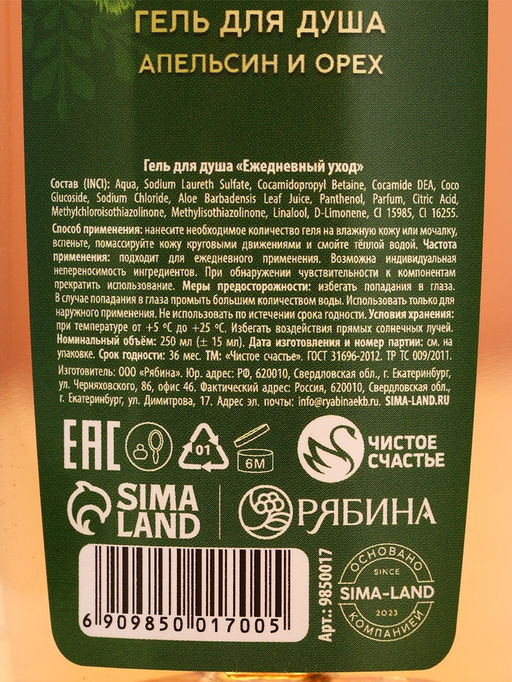 ГЕЛЬ ДЛЯ ДУША
АПЕЛЬСИН И ОРЕХ
Гель для душа «Ежедневный уход»
Состав (INCI): Aqua, Sodium Laureth Sulfate, Cocamidopropyl Betaine, Cocamide DEA, Coco
Glucoside, Sodium Chloride, Aloe Barbadensis Leaf Juice, Panthenol, Parfum, Citric Acid,
Methylchloroisothiazolinone, Methylisothiazolinone, Linalool, D-Limonene, CI 15985, CI 16255.
Способ применения: нанесите необходимое количество геля на влажную кожу или мочалку,
вспеньте, помассируйте кожу круговыми движениями и смойте тёплой водой. Частота
применения: подходит для ежедневного применения. Возможна индивидуальная
непереносимость ингредиентов. При обнаружении чувствительности к компонентам
прекратить использование. Меры предосторожности: избегать попадания в глаза.
В случае попадания в глаза промыть большим количеством воды. Использовать только для
наружного применения. Не использовать по истечении срока годности. Условия хранения:
при температуре от +5 °С до +25 °С. Избегать воздействия прямых солнечных лучей.
Номинальный объём: 250 мл (± 15 мл). Дата изготовления и номер партии: см. на
упаковке. Срок годности: 36 мес. ТМ: «Чистое счастье». ГОСТ 31696-2012. ТР ТС 009/2011.
Изготовитель: ООО «Рябина». Юр. адрес: РФ, 620010, Свердловская обл., г. Екатеринбург,
ул. Черняховского, 86, офис 46. Фактический адрес: Россия, 620010, Свердловская обл.,
г. Екатеринбург, ул. Димитрова, 17. Адрес эл. почты: info@ryabinaekb.ru. SIMA-LAND.RU
EAC
01
6М
ЧИСТОЕ
СЧАСТЬЕ
SIMA
LAND
РЯБИНА
6 909850 017005
Арт.: 9850017
ОСНОВАНО
SINCE
SIMA-LAND
2023
КОМПАНИЕЙ